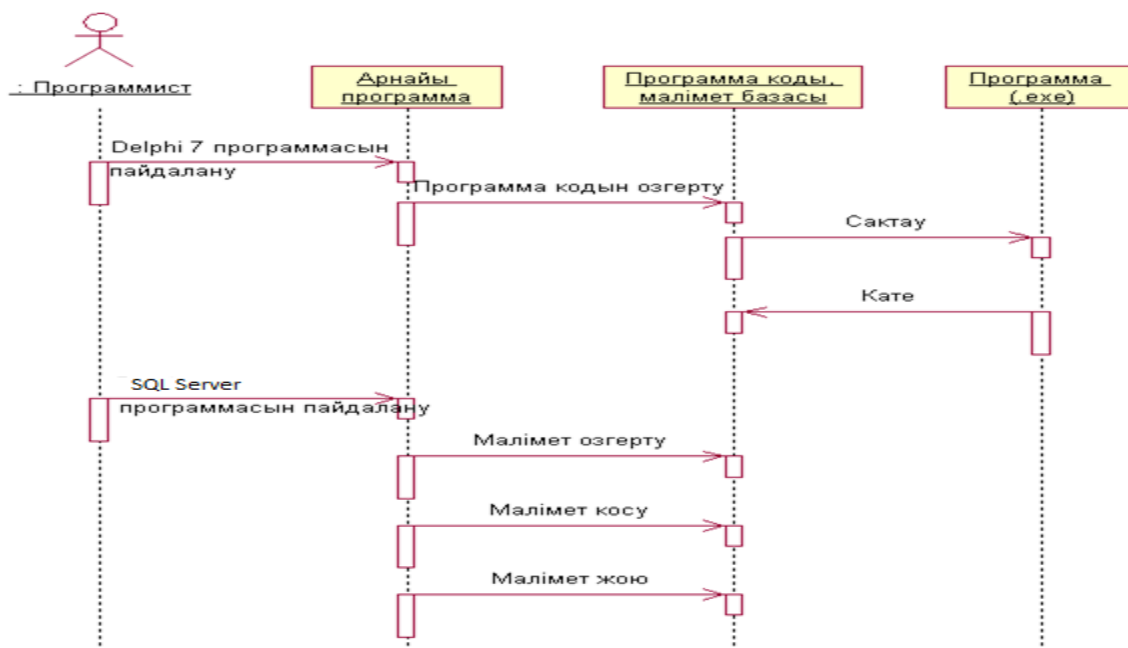 : Программист
Арнайы
программа
Программа коды,
малімет базасы
Программа
(.exe)
Delphi 7 программасын
пайдалану
Программа кодын озгерту
Сактау
Кате
SQL Server
программасын пайдалану
Малімет озгерту
Малімет косу
Малімет жою